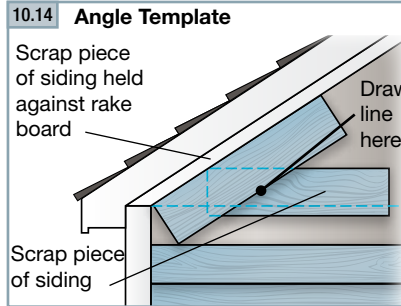 10.14 Angle Template
Scrap piece
of siding held
against rake
board
Draw
line
here
Scrap piece
of siding